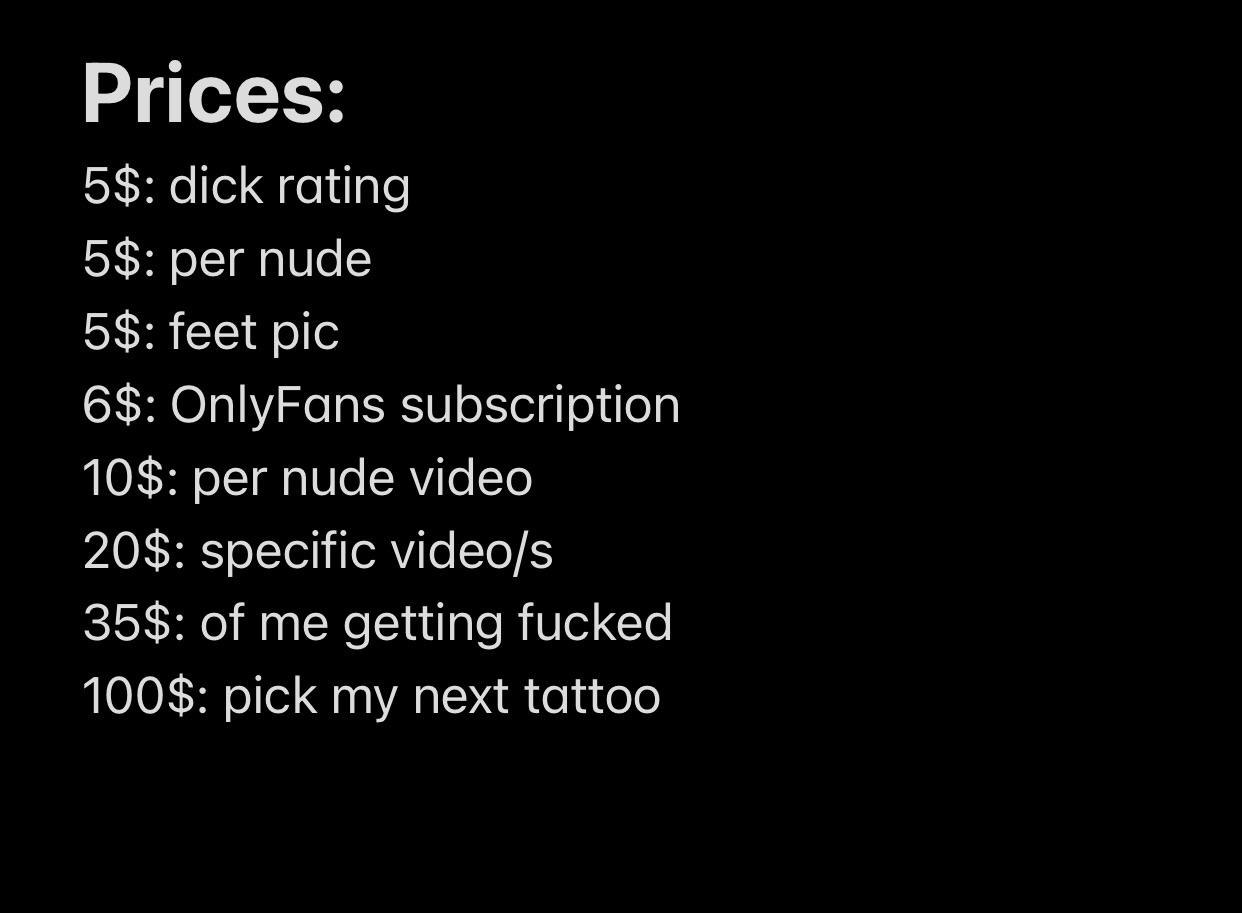 Prices:
5$: dick rating
5$: per nude
5$: feet pic
6$: OnlyFans subscription
10$: per nude video
20$: specific video/s
35$: of me getting fucked
100$: pick my next tattoo